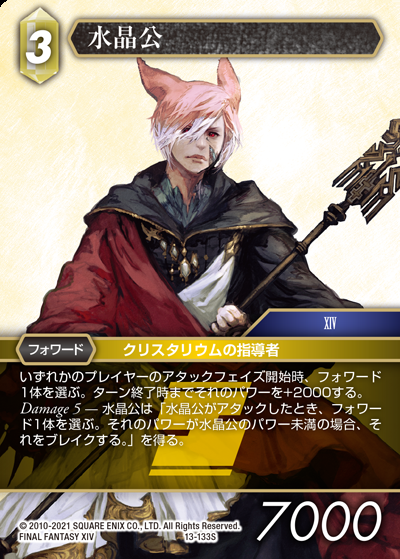 3
水晶公
XIV
フォワード
クリスタリウムの指導者
いずれかのプレイヤーのアタックフェイズ開始時、フォワード
1体を選ぶ。ターン終了時までそれのパワーを+2000する。
Damage 5 — 水晶公は「水晶公がアタックしたとき、フォワー
ド1体を選ぶ。それのパワーが水晶公のパワー未満の場合、そ
れをブレイクする。」を得る。
© 2010-2021 SQUARE ENIX CO., LTD. All Rights Reserved.
FINAL FANTASY XIV
13-133S
7000